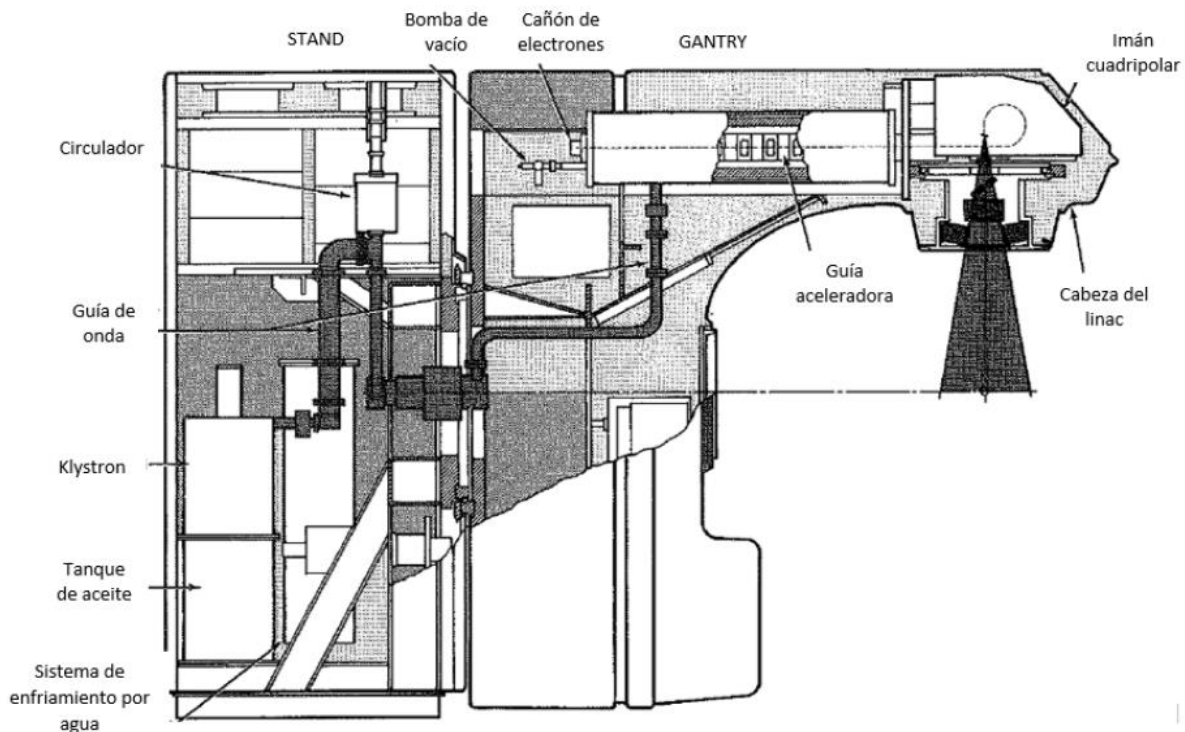 STAND
Bomba de
vacío
Cañón de
electrones
GANTRY
Imán
cuadripolar
Circulador
Guía de
onda
Guía
aceleradora
Cabeza del
linac
Klystron
Tanque
de aceite
Sistema de
enfriamiento por
agua